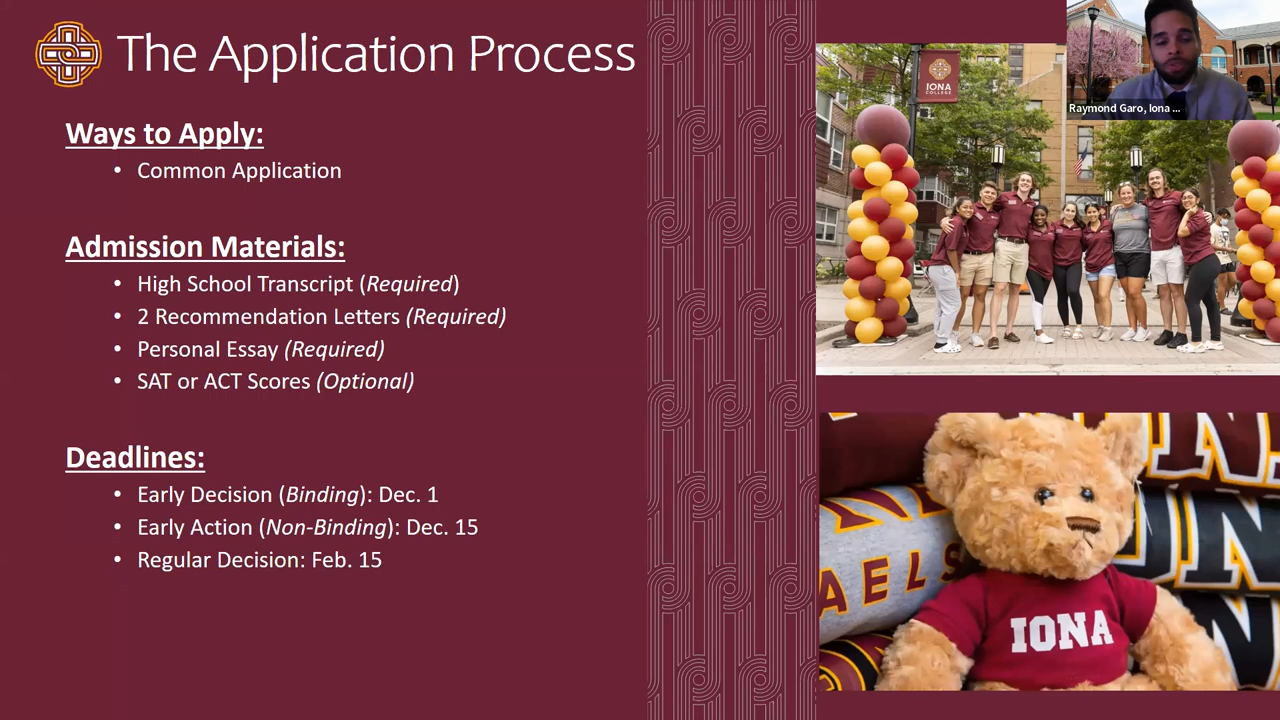 The Application Process
Ways to Apply:
• Common Application
Admission Materials:
• High School Transcript (Required)
• 2 Recommendation Letters (Required)
• Personal Essay (Required)
• SAT or ACT Scores (Optional)
Deadlines:
• Early Decision (Binding): Dec. 1
• Early Action (Non-Binding): Dec. 15
• Regular Decision: Feb. 15
IONA
COLLEGE
Raymond Garo, Iona ...
AELS
IONA